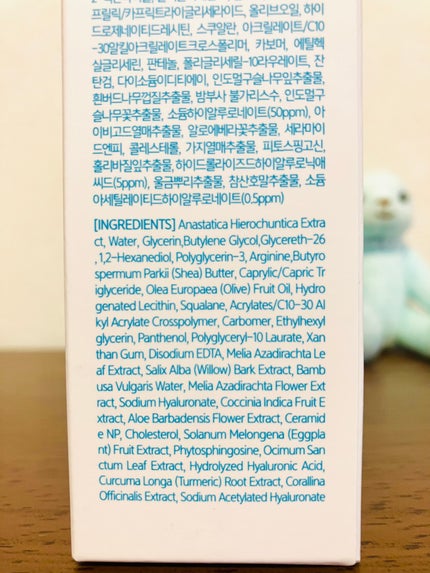 프릴릭/카프릭트라이글리세라이드, 올리브오일, 하이
드로제네이티드레시틴, 스쿠알란, 아크릴레이트/C10
-30알킬아크릴레이트크로스폴리머, 카보머, 에틸헥
실글리세린, 판테놀, 폴리글리세릴-10라우레이트, 잔
탄검, 다이소듐이디티에이, 인도멀구슬나무잎추출물,
흰버드나무껍질추출물, 밤부사 불가리스수, 인도멀구
슬나무꽃추출물, 소듐하이알루로네이트(50ppm), 아
이비고드열매추출물, 알로에베라꽃추출물, 세라마이
드엔피, 콜레스테롤, 가지열매추출물, 피토스핑고신,
홀리바질잎추출물, 하이드롤라이즈드하이알루로닉애
씨드(5ppm), 울금뿌리추출물, 참산호말추출물, 소듐
아세틸레이티드하이알루로네이트(0.5ppm)
[INGREDIENTS] Anastatica Hierochuntica Extra
ct, Water, Glycerin,Butylene Glycol,Glycereth-26
,1,2-Hexanediol, Polyglycerin-3, Arginine,Butyro
spermum Parkii (Shea) Butter, Caprylic/Capric Tr
iglyceride, Olea Europaea (Olive) Fruit Oil, Hydro
genated Lecithin, Squalane, Acrylates/C10-30 Al
kyl Acrylate Crosspolymer, Carbomer, Ethylhexyl
glycerin, Panthenol, Polyglyceryl-10 Laurate, Xan
than Gum, Disodium EDTA, Melia Azadirachta Le
af Extract, Salix Alba (Willow) Bark Extract, Bamb
usa Vulgaris Water, Melia Azadirachta Flower Ext
ract, Sodium Hyaluronate, Coccinia Indica Fruit E
xtract, Aloe Barbadensis Flower Extract, Ceramid
e NP, Cholesterol, Solanum Melongena (Eggpla
nt) Fruit Extract, Phytosphingosine, Ocimum San
ctum Leaf Extract, Hydrolyzed Hyaluronic Acid,
Curcuma Longa (Turmeric) Root Extract, Corallina
Officinalis Extract, Sodium Acetylated Hyaluronate